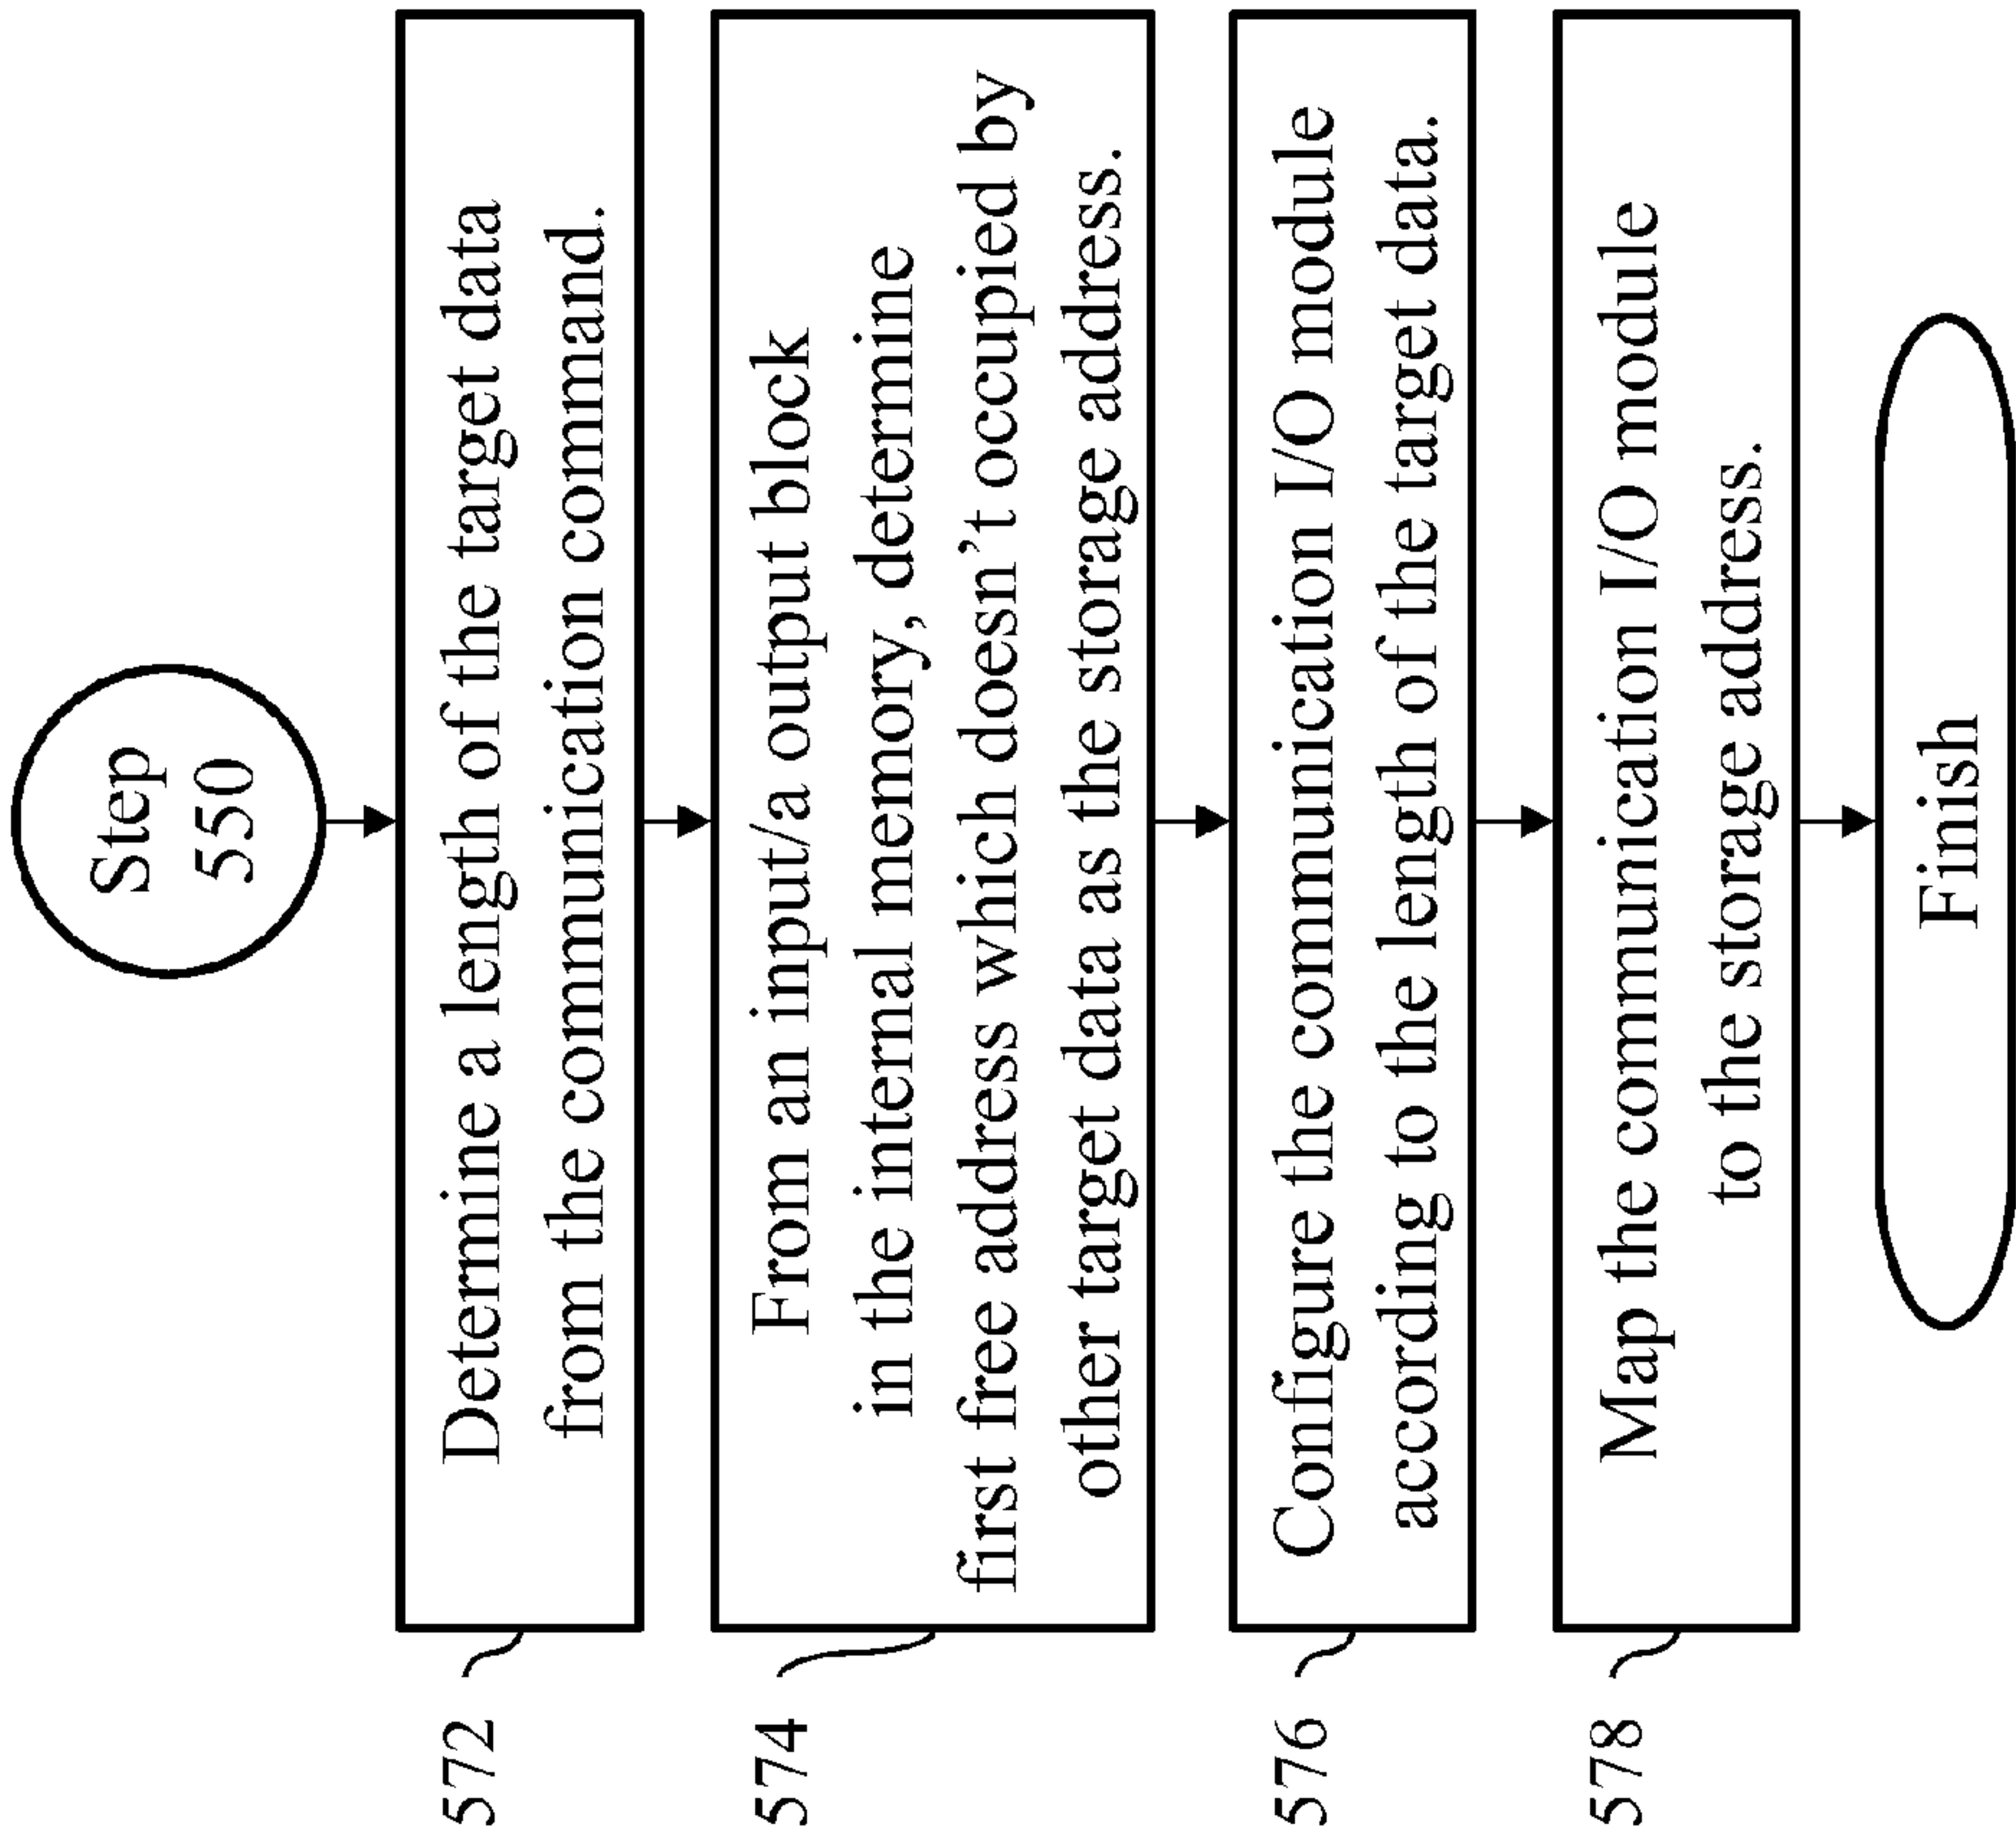 Step
550
572
Determine a length of the target data
from the communication command.
574
From an input/a output block
in the internal memory, determine
first free address which doesn't occupied by
other target data as the storage address.
576
Configure the communication I/O module
according to the length of the target data.
578
Map the communication I/O module
to the storage address.
Finish